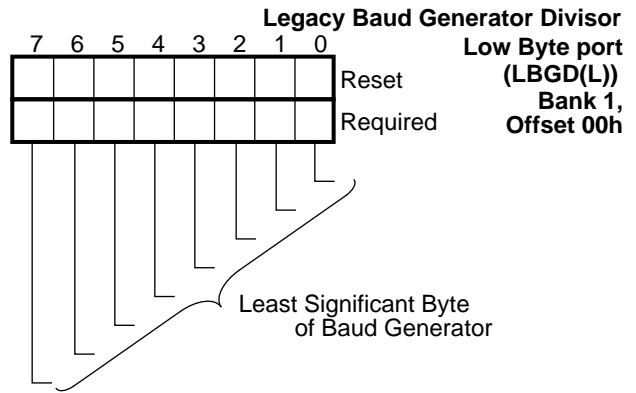 Legacy Baud Generator Divisor
Low Byte port
(LBGD(L))
Bank 1,
Offset 00h
7 6 5 4 3 2 1 0
Reset
Required
Least Significant Byte
of Baud Generator